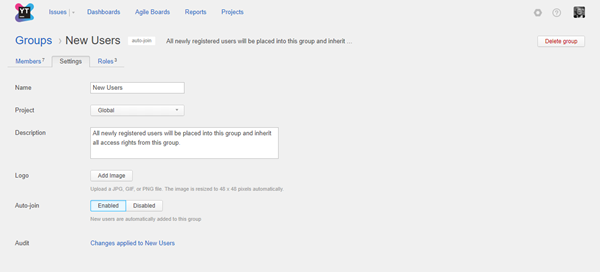 YT
Issues Dashboards Agile Boards Reports Projects
Groups › New Users auto-join All newly registered users will be placed into this group and inherit ... Delete group
Members 7 Settings Roles 3
Name New Users
Project Global
Description All newly registered users will be placed into this group and inherit
all access rights from this group.
Logo Add image
Upload a JPG, GIF, or PNG file. The image is resized to 48 x 48 pixels automatically.
Auto-join Enabled Disabled
New users are automatically added to this group
Audit Changes applied to New Users